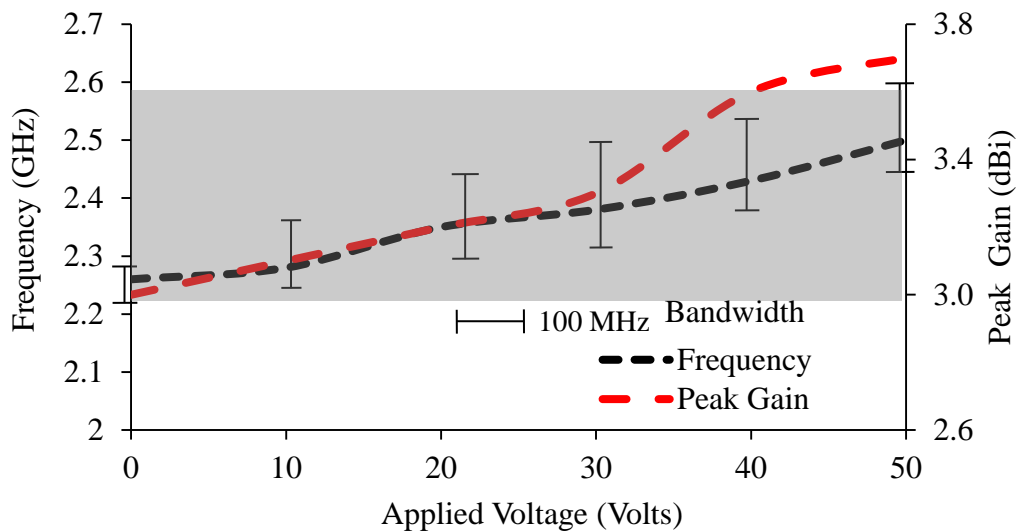 2.7
2.6
2.5
2.4
2.3
2.2
2.1
2
Frequency (GHz)
3.8
3.4
3.0
2.6
Peak Gain (dBi)
100 MHz Bandwidth
Frequency
Peak Gain
0 10 20 30 40 50
Applied Voltage (Volts)